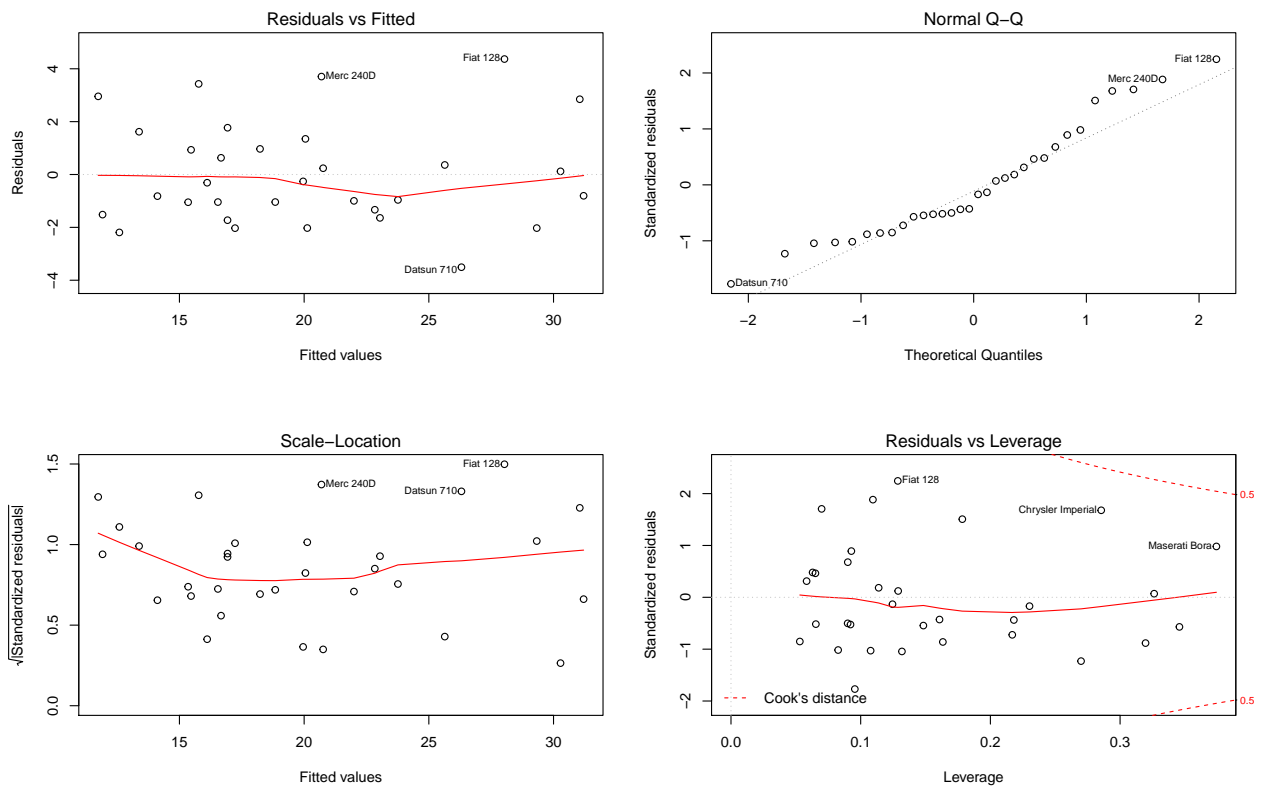 Residuals vs Fitted
Residuals
4
2
0
−2
−4
Fiat 128
Merc 240D
Datsun 710
15 20 25 30
Fitted values
Normal Q−Q
Standardized residuals
2
1
0
−1
Fiat 128
Merc 240D
Datsun 710
−2 −1 0 1 2
Theoretical Quantiles
Scale−Location
√|Standardized residuals|
1.5
1.0
0.5
0.0
Fiat 128
Merc 240D
Datsun 710
15 20 25 30
Fitted values
Residuals vs Leverage
Standardized residuals
2
1
0
−1
−2
Fiat 128
0.5
Chrysler Imperial
Maserati Bora
Cook's distance
0.5
0.0 0.1 0.2 0.3
Leverage